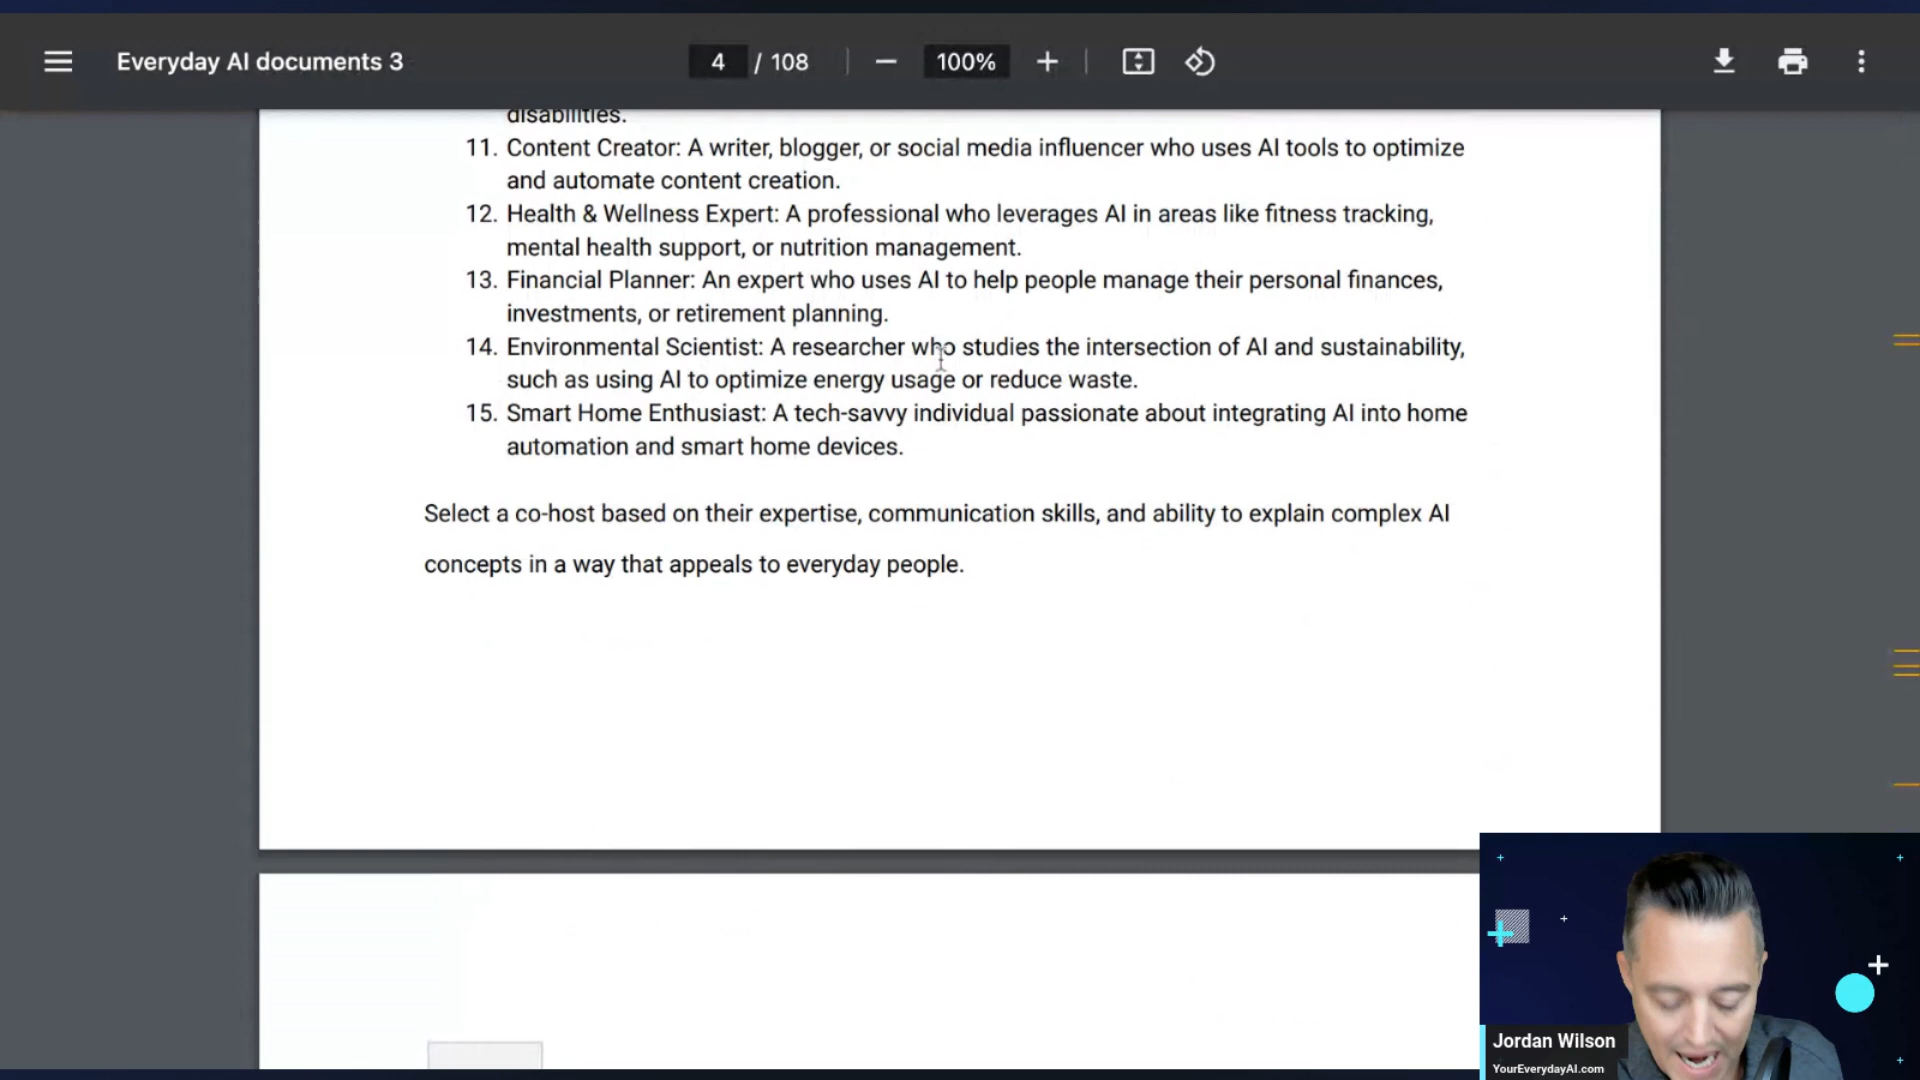 Everyday AI documents 3
4 / 108
100%
disabilities.
11. Content Creator: A writer, blogger, or social media influencer who uses AI tools to optimize
and automate content creation.
12. Health & Wellness Expert: A professional who leverages AI in areas like fitness tracking,
mental health support, or nutrition management.
13. Financial Planner: An expert who uses AI to help people manage their personal finances,
investments, or retirement planning.
14. Environmental Scientist: A researcher who studies the intersection of AI and sustainability,
such as using AI to optimize energy usage or reduce waste.
15. Smart Home Enthusiast: A tech-savvy individual passionate about integrating AI into home
automation and smart home devices.
Select a co-host based on their expertise, communication skills, and ability to explain complex AI
concepts in a way that appeals to everyday people.
Jordan Wilson
YourEverydayAI.com